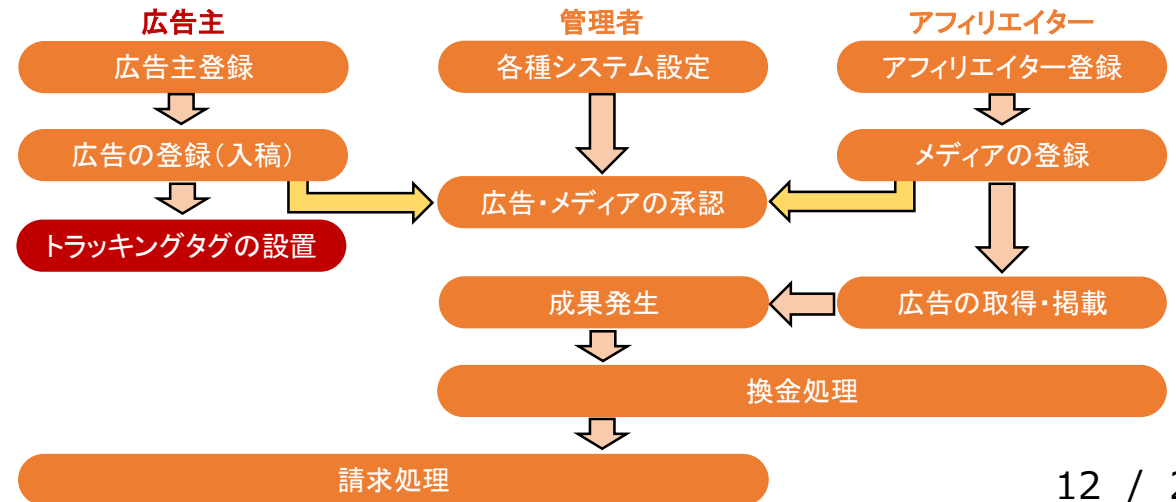 広告主 管理者 アフィリエイター
広告主登録 各種システム設定 アフィリエイター登録
広告の登録(入稿) メディアの登録
広告・メディアの承認
トラッキングタグの設置
成果発生 広告の取得・掲載
換金処理
請求処理
12 /